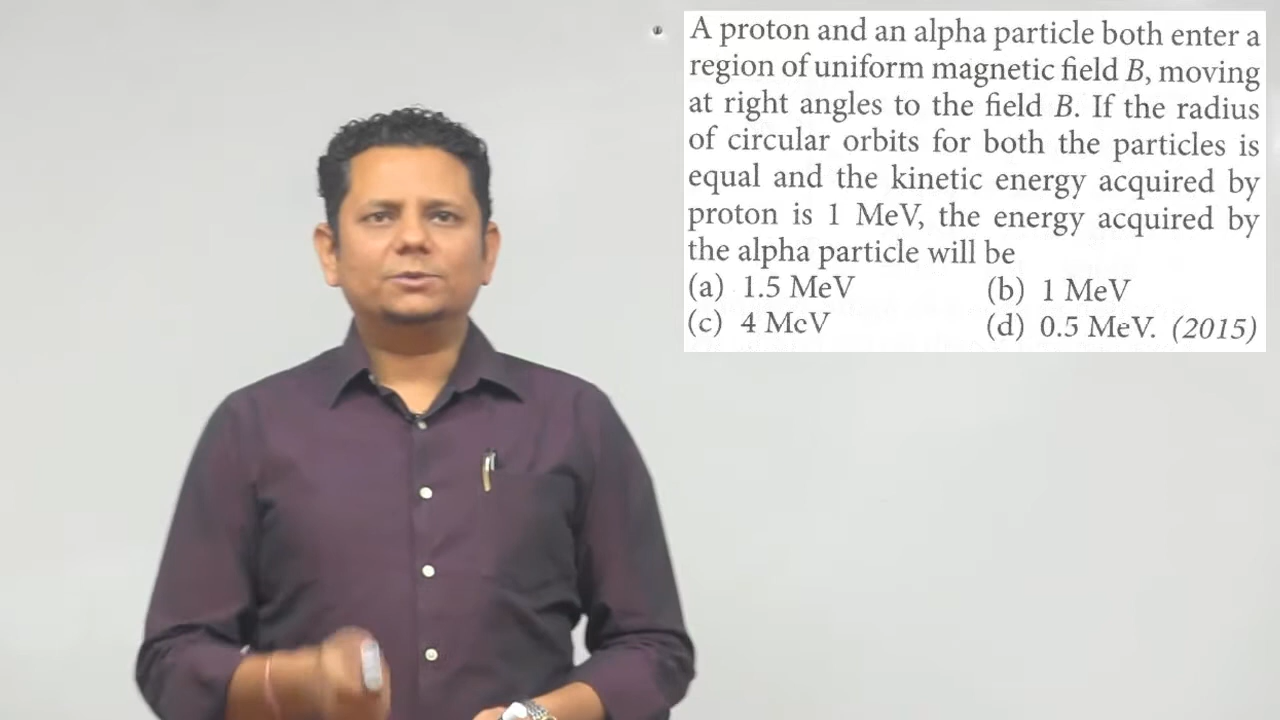 A proton and an alpha particle both enter a
region of uniform magnetic field B, moving
at right angles to the field B. If the radius
of circular orbits for both the particles is
equal and the kinetic energy acquired by
proton is 1 MeV, the energy acquired by
the alpha particle will be
(a) 1.5 MeV (b) 1 MeV
(c) 4 MeV (d) 0.5 MeV. (2015)